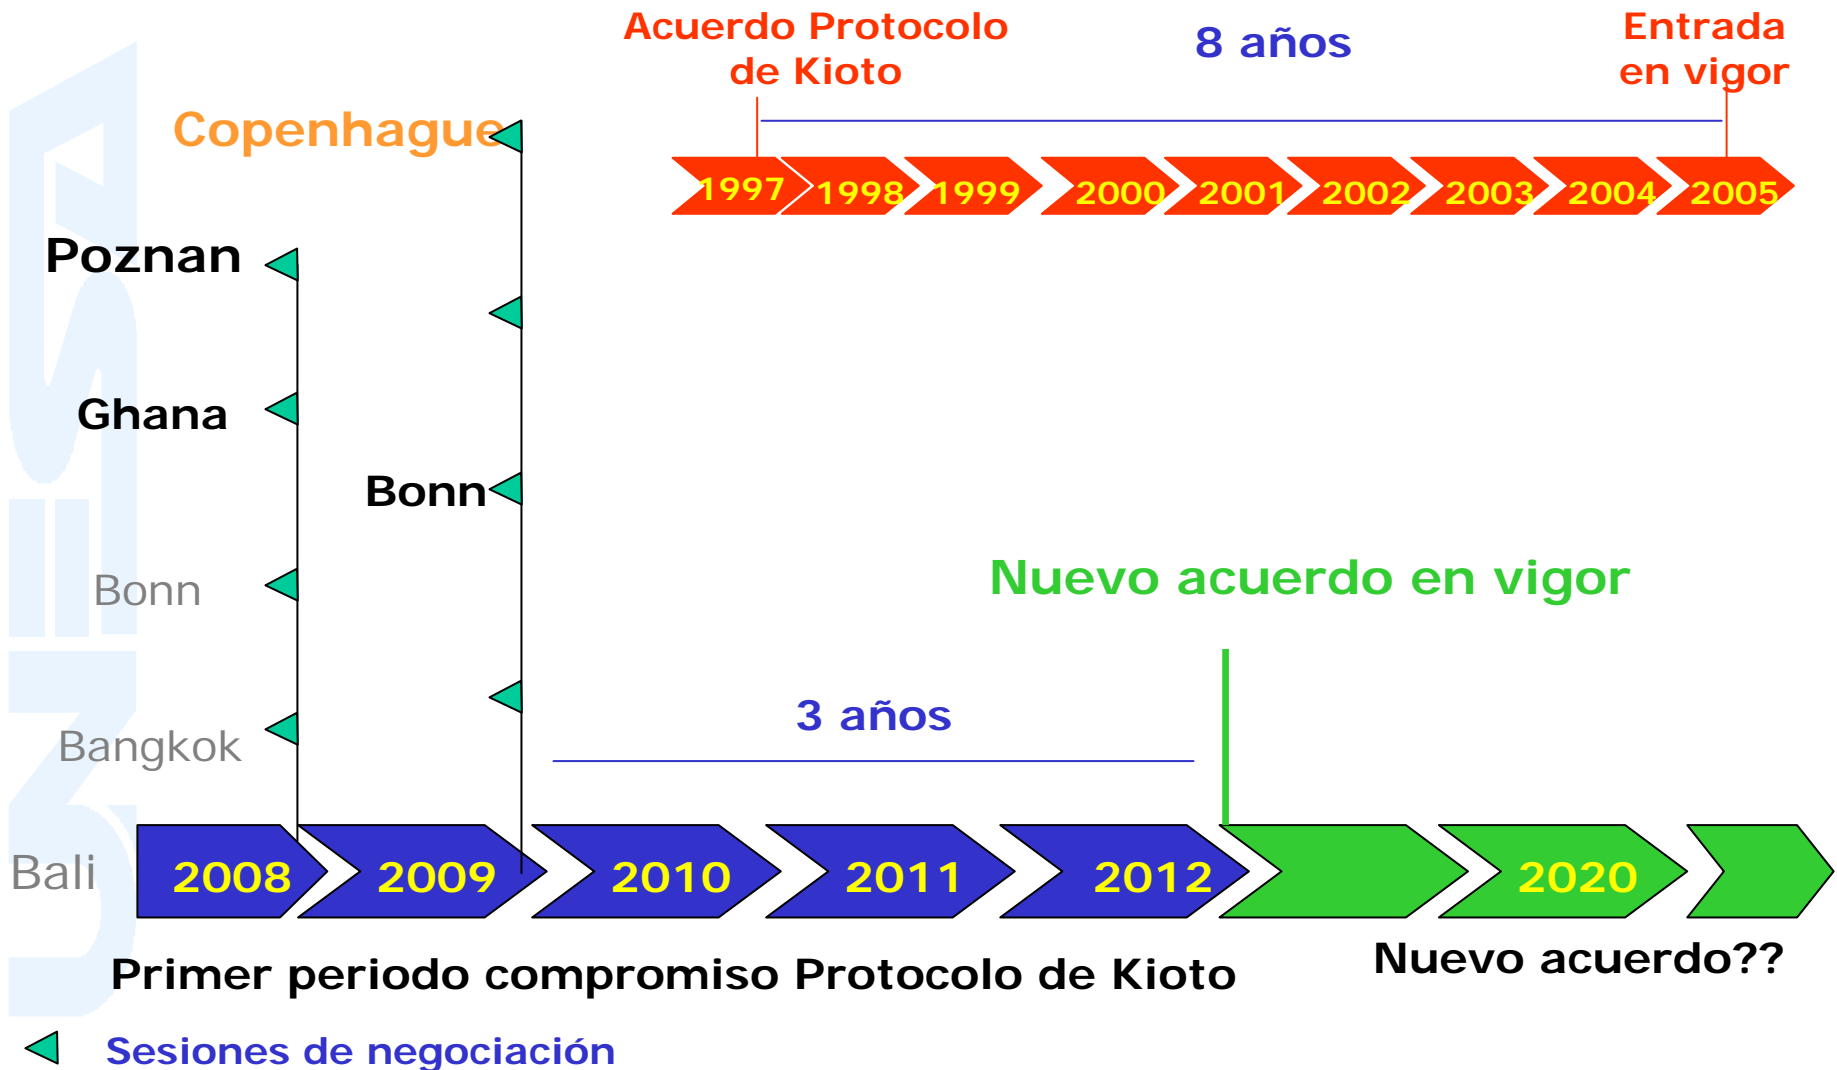 Acuerdo Protocolo
de Kioto
8 años
Entrada
en vigor
Copenhague
1997 1998 1999 2000 2001 2002 2003 2004 2005
Poznan
Ghana
Bonn
Bonn
Nuevo acuerdo en vigor
3 años
Bangkok
Bali
2008 2009 2010 2011 2012 2020
Primer periodo compromiso Protocolo de Kioto
Nuevo acuerdo??
Sesiones de negociación
UNESA